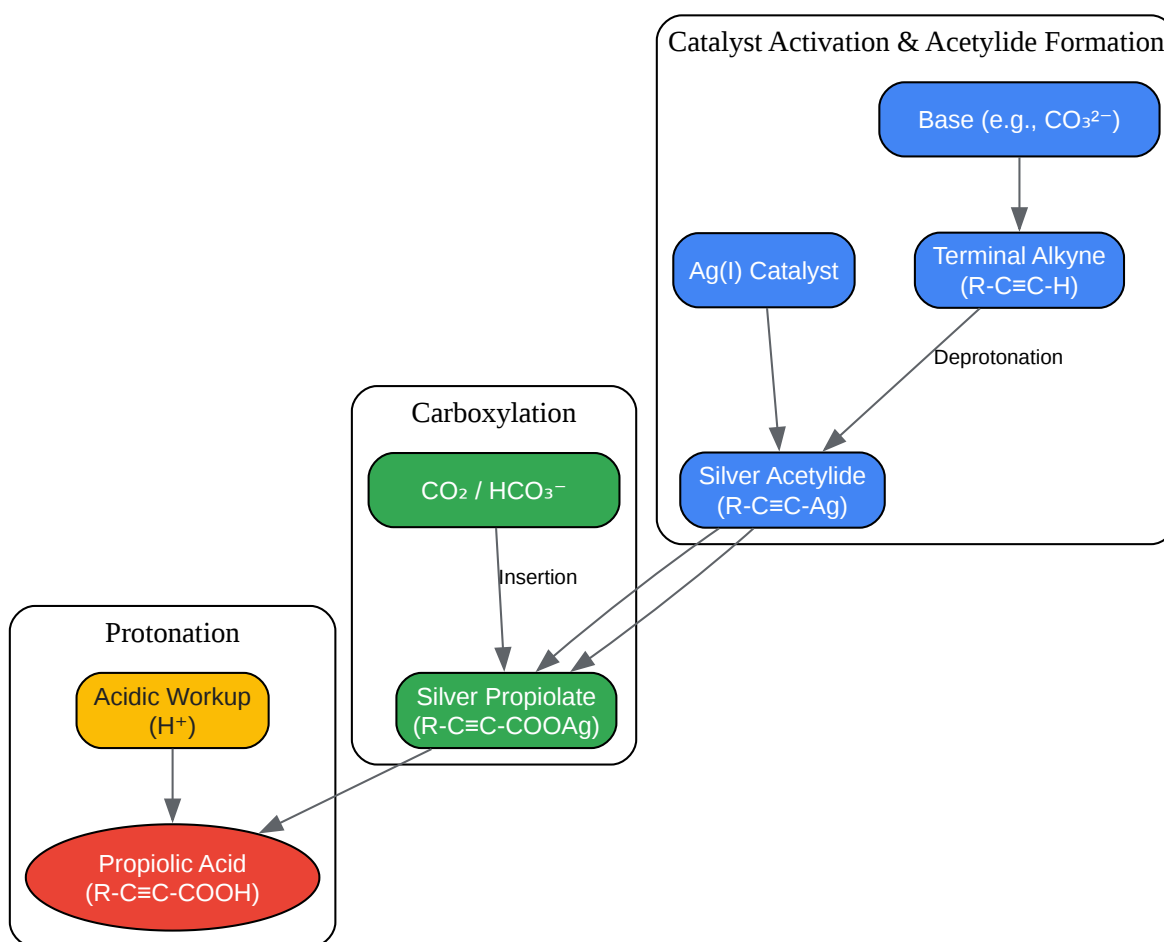 Catalyst Activation & Acetylide Formation
Base (e.g., CO₃²⁻)
Ag(I) Catalyst
Terminal Alkyne
(R-C≡C-H)
Deprotonation
Carboxylation
CO₂ / HCO₃⁻
Silver Acetylide
(R-C≡C-Ag)
Insertion
Protonation
Acidic Workup
(H⁺)
Silver Propiolate
(R-C≡C-COOAg)
Propiolic Acid
(R-C≡C-COOH)